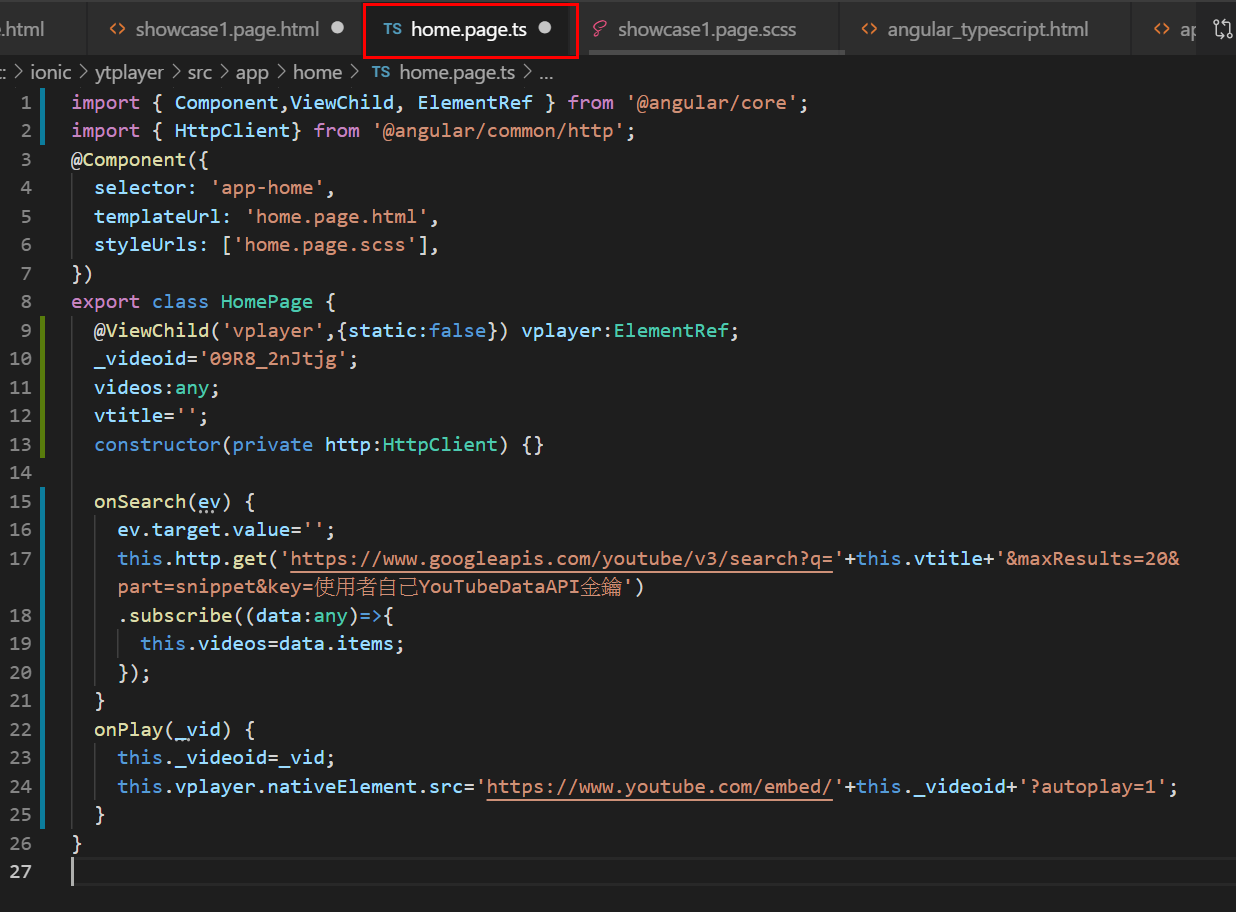 .html
<> showcase1.page.html ●
TS home.page.ts ●
showcase1.page.scss
<> angular_typescript.html
<> ap
: > ionic > ytplayer > src > app > home > TS home.page.ts > ...
1 import { Component,ViewChild, ElementRef } from '@angular/core';
2 import { HttpClient} from '@angular/common/http';
3 @Component({
4 selector: 'app-home',
5 templateUrl: 'home.page.html',
6 styleUrls: ['home.page.scss'],
7 })
8 export class HomePage {
9 @ViewChild('vplayer',{static:false}) vplayer:ElementRef;
10 _videoid='09R8_2nJtjg';
11 videos:any;
12 vtitle='';
13 constructor(private http:HttpClient) {}
14
15 onSearch(ev) {
16 ev.target.value='';
17 this.http.get('https://www.googleapis.com/youtube/v3/search?q='+this.vtitle+'&maxResults=20&
part=snippet&key=使用者自己YouTubeDataAPI金鑰')
18 .subscribe((data:any)=>{
19 this.videos=data.items;
20 });
21 }
22 onPlay(_vid) {
23 this._videoid=_vid;
24 this.vplayer.nativeElement.src='https://www.youtube.com/embed/'+this._videoid+'?autoplay=1';
25 }
26 }
27